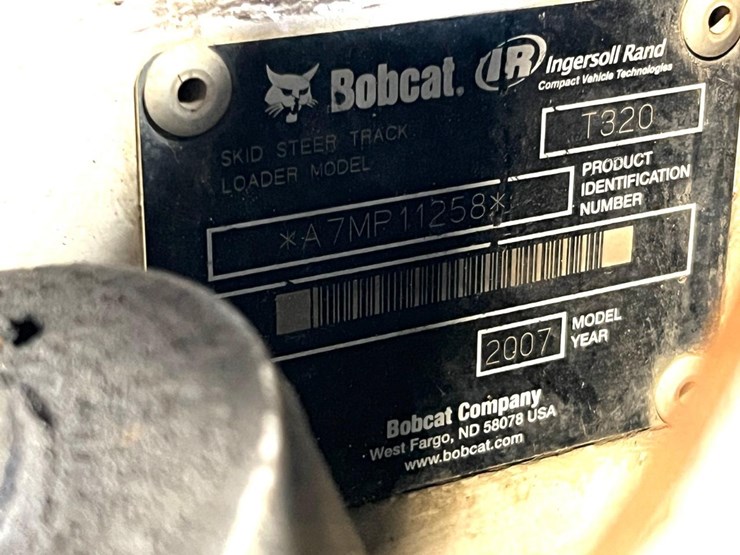 Bobcat. IR Ingersoll Rand
Compact Vehicle Technologies
SKID STEER TRACK
LOADER MODEL
T320
PRODUCT
IDENTIFICATION
NUMBER
*A7MP11258*
2007
MODEL
YEAR
Bobcat Company
West Fargo, ND 58078 USA
www.bobcat.com